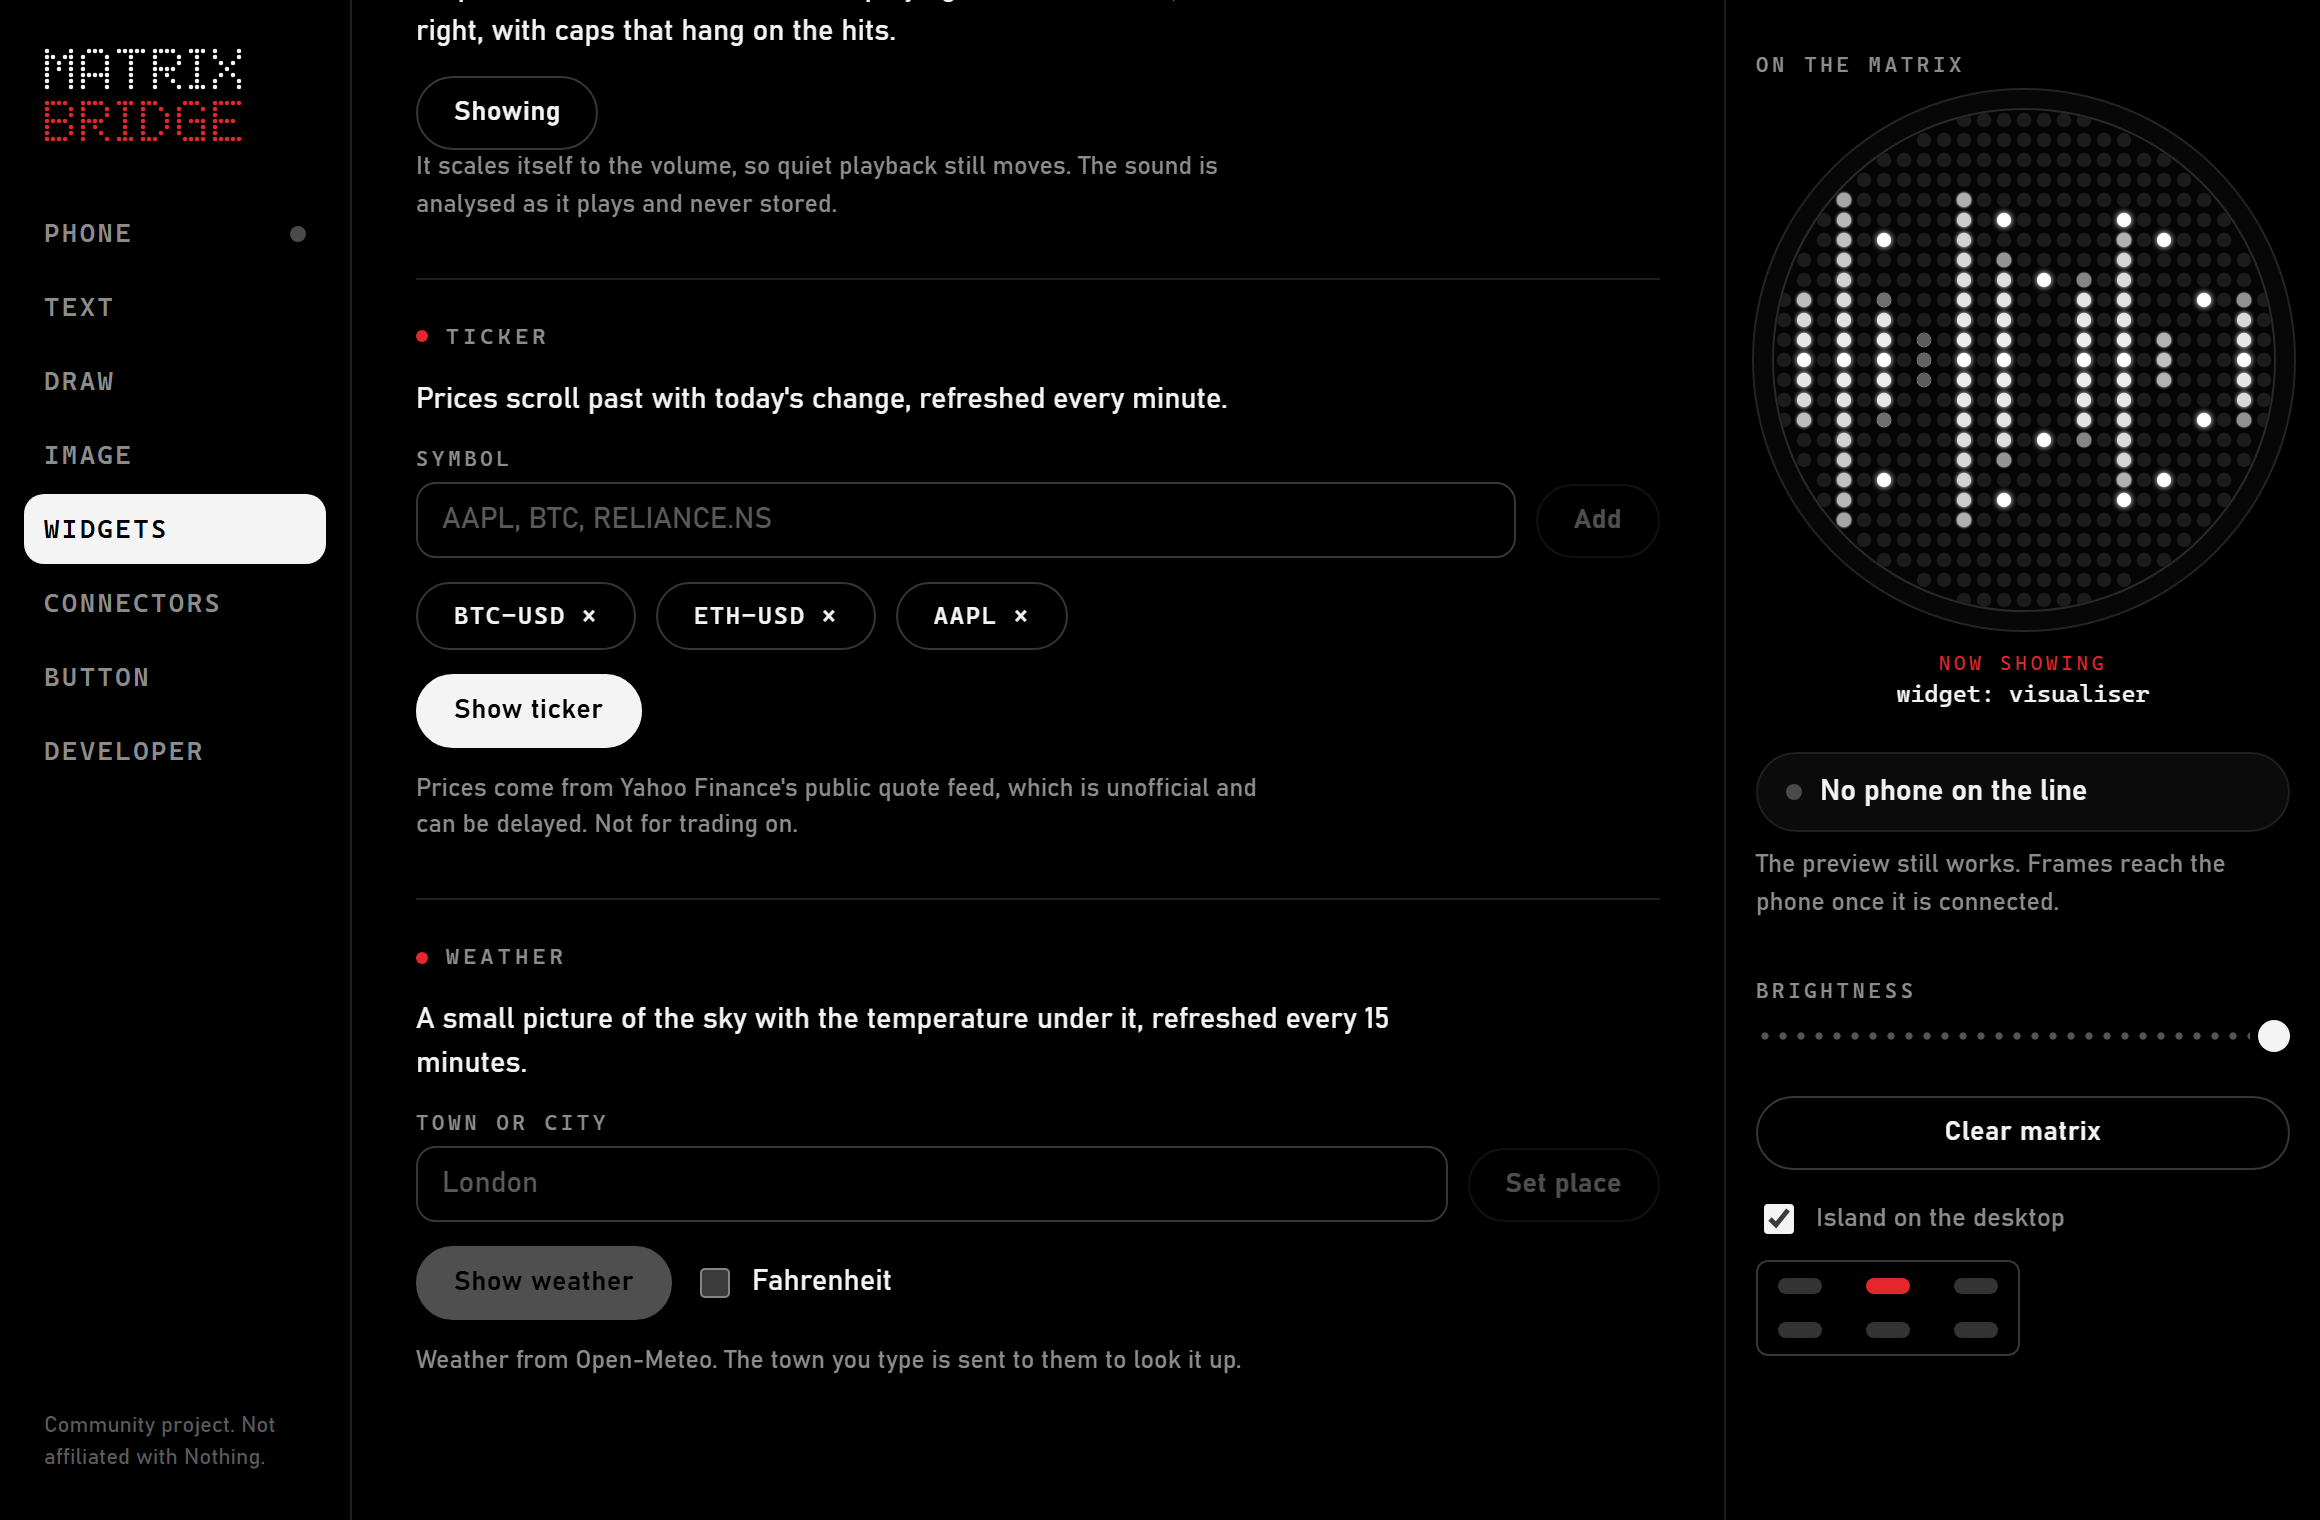 MATRIX
BRIDGE
PHONE
TEXT
DRAW
IMAGE
WIDGETS
CONNECTORS
BUTTON
DEVELOPER
Community project. Not
affiliated with Nothing.
right, with caps that hang on the hits.
Showing
It scales itself to the volume, so quiet playback still moves. The sound is
analysed as it plays and never stored.
TICKER
Prices scroll past with today's change, refreshed every minute.
SYMBOL
AAPL, BTC, RELIANCE.NS
Add
BTC-USD ×
ETH-USD ×
AAPL ×
Show ticker
Prices come from Yahoo Finance's public quote feed, which is unofficial and
can be delayed. Not for trading on.
WEATHER
A small picture of the sky with the temperature under it, refreshed every 15
minutes.
TOWN OR CITY
London
Set place
Show weather
Fahrenheit
Weather from Open-Meteo. The town you type is sent to them to look it up.
ON THE MATRIX
NOW SHOWING
widget: visualiser
No phone on the line
The preview still works. Frames reach the
phone once it is connected.
BRIGHTNESS
Clear matrix
Island on the desktop